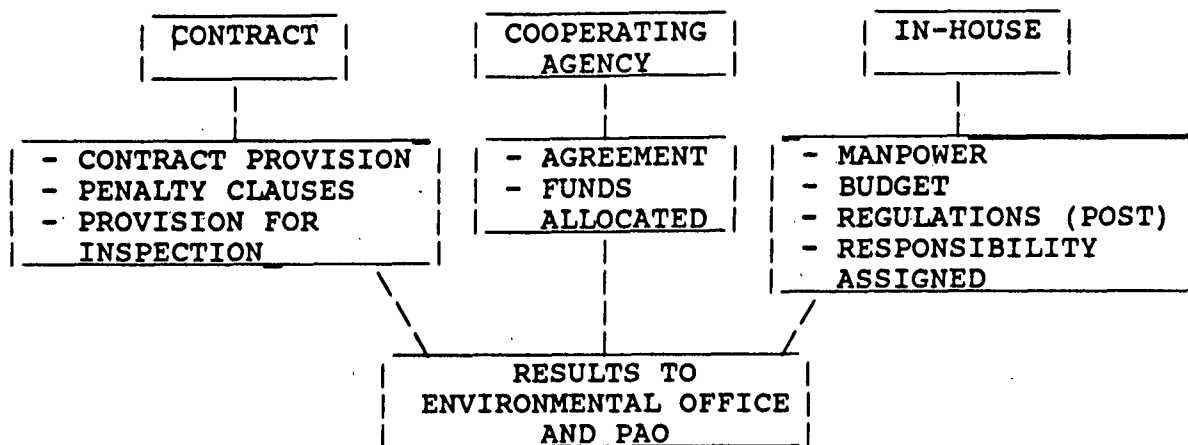 CONTRACT
COOPERATING
AGENCY
IN-HOUSE
- CONTRACT PROVISION
- PENALTY CLAUSES
- PROVISION FOR
INSPECTION
- AGREEMENT
- FUNDS
ALLOCATED
- MANPOWER
- BUDGET
- REGULATIONS (POST)
- RESPONSIBILITY
ASSIGNED
RESULTS TO
ENVIRONMENTAL OFFICE
AND PAO